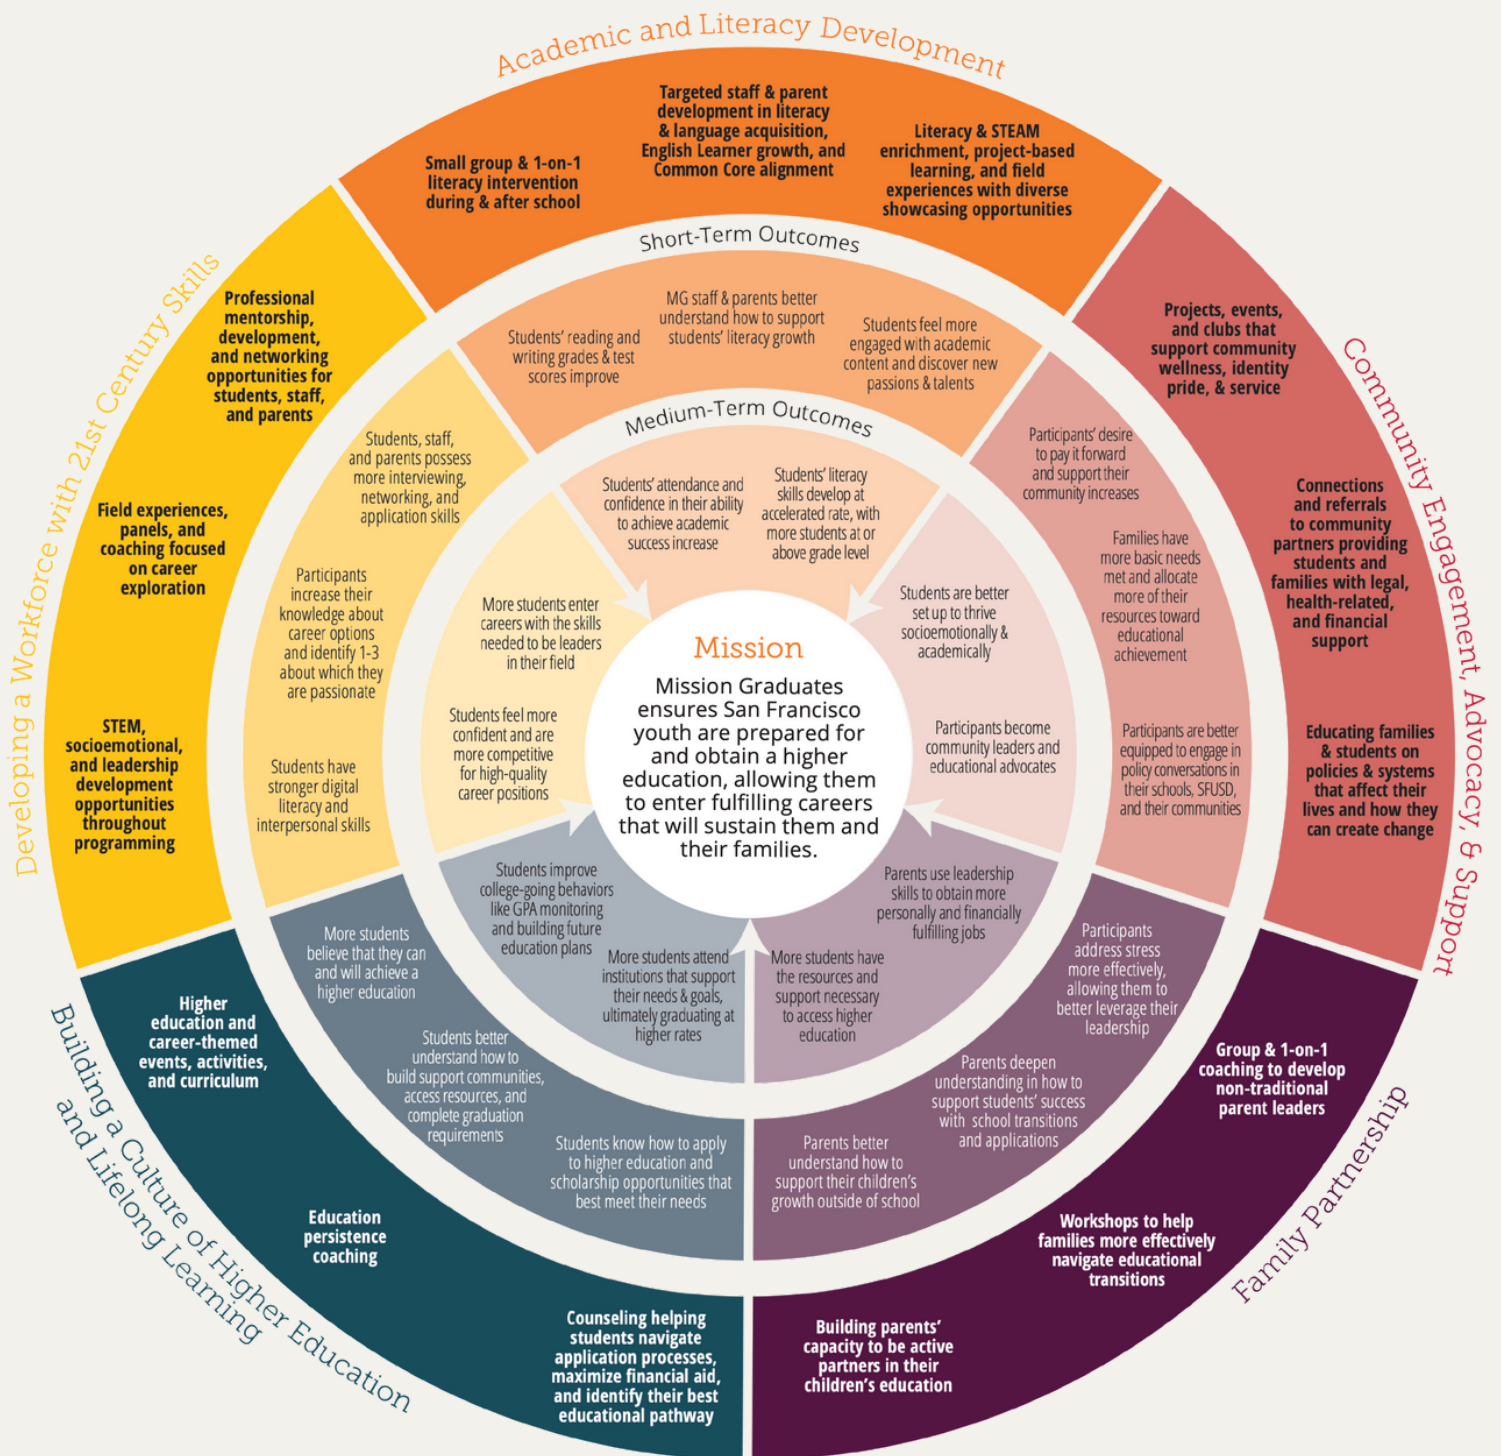 Academic and Literacy Development
Small group & 1-on-1
literacy intervention
during & after school
Targeted staff & parent
development in literacy
& language acquisition,
English Learner growth, and
Common Core alignment
Literacy & STEAM
enrichment, project-based
learning, and field
experiences with diverse
showcasing opportunities
Short-Term Outcomes
Students' reading and
writing grades & test
scores improve
MG staff & parents better
understand how to support
students' literacy growth
Students feel more
engaged with academic
content and discover new
passions & talents
Medium-Term Outcomes
Students' attendance and
confidence in their ability
to achieve academic
success increase
Students' literacy
skills develop at
accelerated rate, with
more students at or
above grade level
Community Engagement, Advocacy, & Support
Projects, events,
and clubs that
support community
wellness, identity
pride, & service
Connections
and referrals
to community
partners providing
students and
families with legal,
health-related,
and financial
support
Educating families
& students on
policies & systems
that affect their
lives and how they
can create change
Participants' desire
to pay it forward
and support their
community increases
Families have
more basic needs
met and allocate
more of their
resources toward
educational
achievement
Participants are better
equipped to engage in
policy conversations in
their schools, SFUSD,
and their communities
Students are better
set up to thrive
socioemotionally &
academically
Participants become
community leaders and
educational advocates
Family Partnership
Group & 1-on-1
coaching to develop
non-traditional
parent leaders
Workshops to help
families more effectively
navigate educational
transitions
Building parents'
capacity to be active
partners in their
children's education
Participants
address stress
more effectively,
allowing them to
better leverage their
leadership
Parents deepen
understanding in how to
support students' success
with school transitions
and applications
Parents better
understand how to
support their children's
growth outside of school
Parents use leadership
skills to obtain more
personally and financially
fulfilling jobs
More students have
the resources and
support necessary
to access higher
education
Building a Culture of Higher Education
and Lifelong Learning
Higher
education and
career-themed
events, activities,
and curriculum
Education
persistence
coaching
Counseling helping
students navigate
application processes,
maximize financial aid,
and identify their best
educational pathway
More students
believe that they can
and will achieve a
higher education
Students better
understand how to
build support communities,
access resources, and
complete graduation
requirements
Students know how to apply
to higher education and
scholarship opportunities that
best meet their needs
Students improve
college-going behaviors
like GPA monitoring
and building future
education plans
More students attend
institutions that support
their needs & goals,
ultimately graduating at
higher rates
Developing a Workforce with 21st Century Skills
Professional
mentorship,
development,
and networking
opportunities for
students, staff,
and parents
Field experiences,
panels, and
coaching focused
on career
exploration
STEM,
socioemotional,
and leadership
development
opportunities
throughout
programming
Students, staff,
and parents possess
more interviewing,
networking, and
application skills
Participants
increase their
knowledge about
career options
and identify 1-3
about which they
are passionate
Students have
stronger digital
literacy and
interpersonal skills
More students enter
careers with the skills
needed to be leaders
in their field
Students feel more
confident and are
more competitive
for high-quality
career positions
Mission
Mission Graduates
ensures San Francisco
youth are prepared for
and obtain a higher
education, allowing them
to enter fulfilling careers
that will sustain them and
their families.